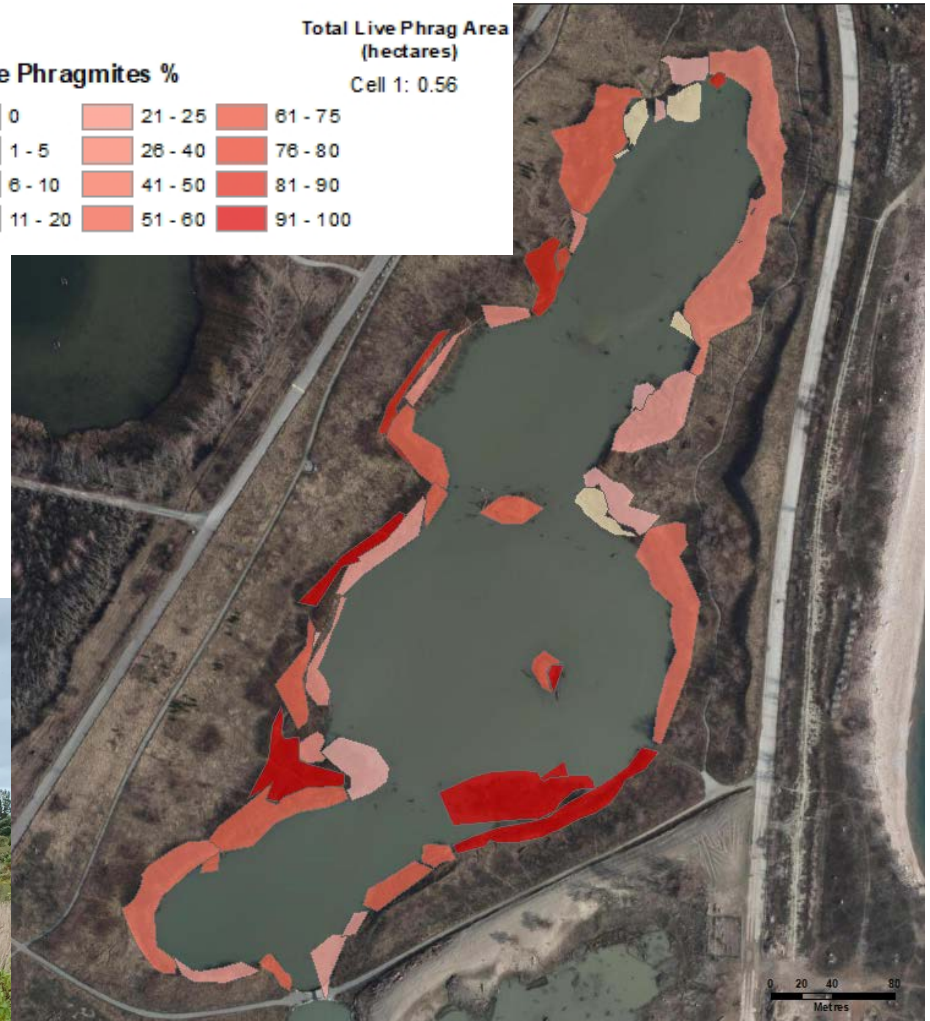 Total Live Phrag Area
(hectares)
Cell 1: 0.56
e Phragmites %
0
1 - 5
6 - 10
11 - 20
21 - 25
26 - 40
41 - 50
51 - 60
61 - 75
76 - 80
81 - 90
91 - 100
0 20 40 80
Metres